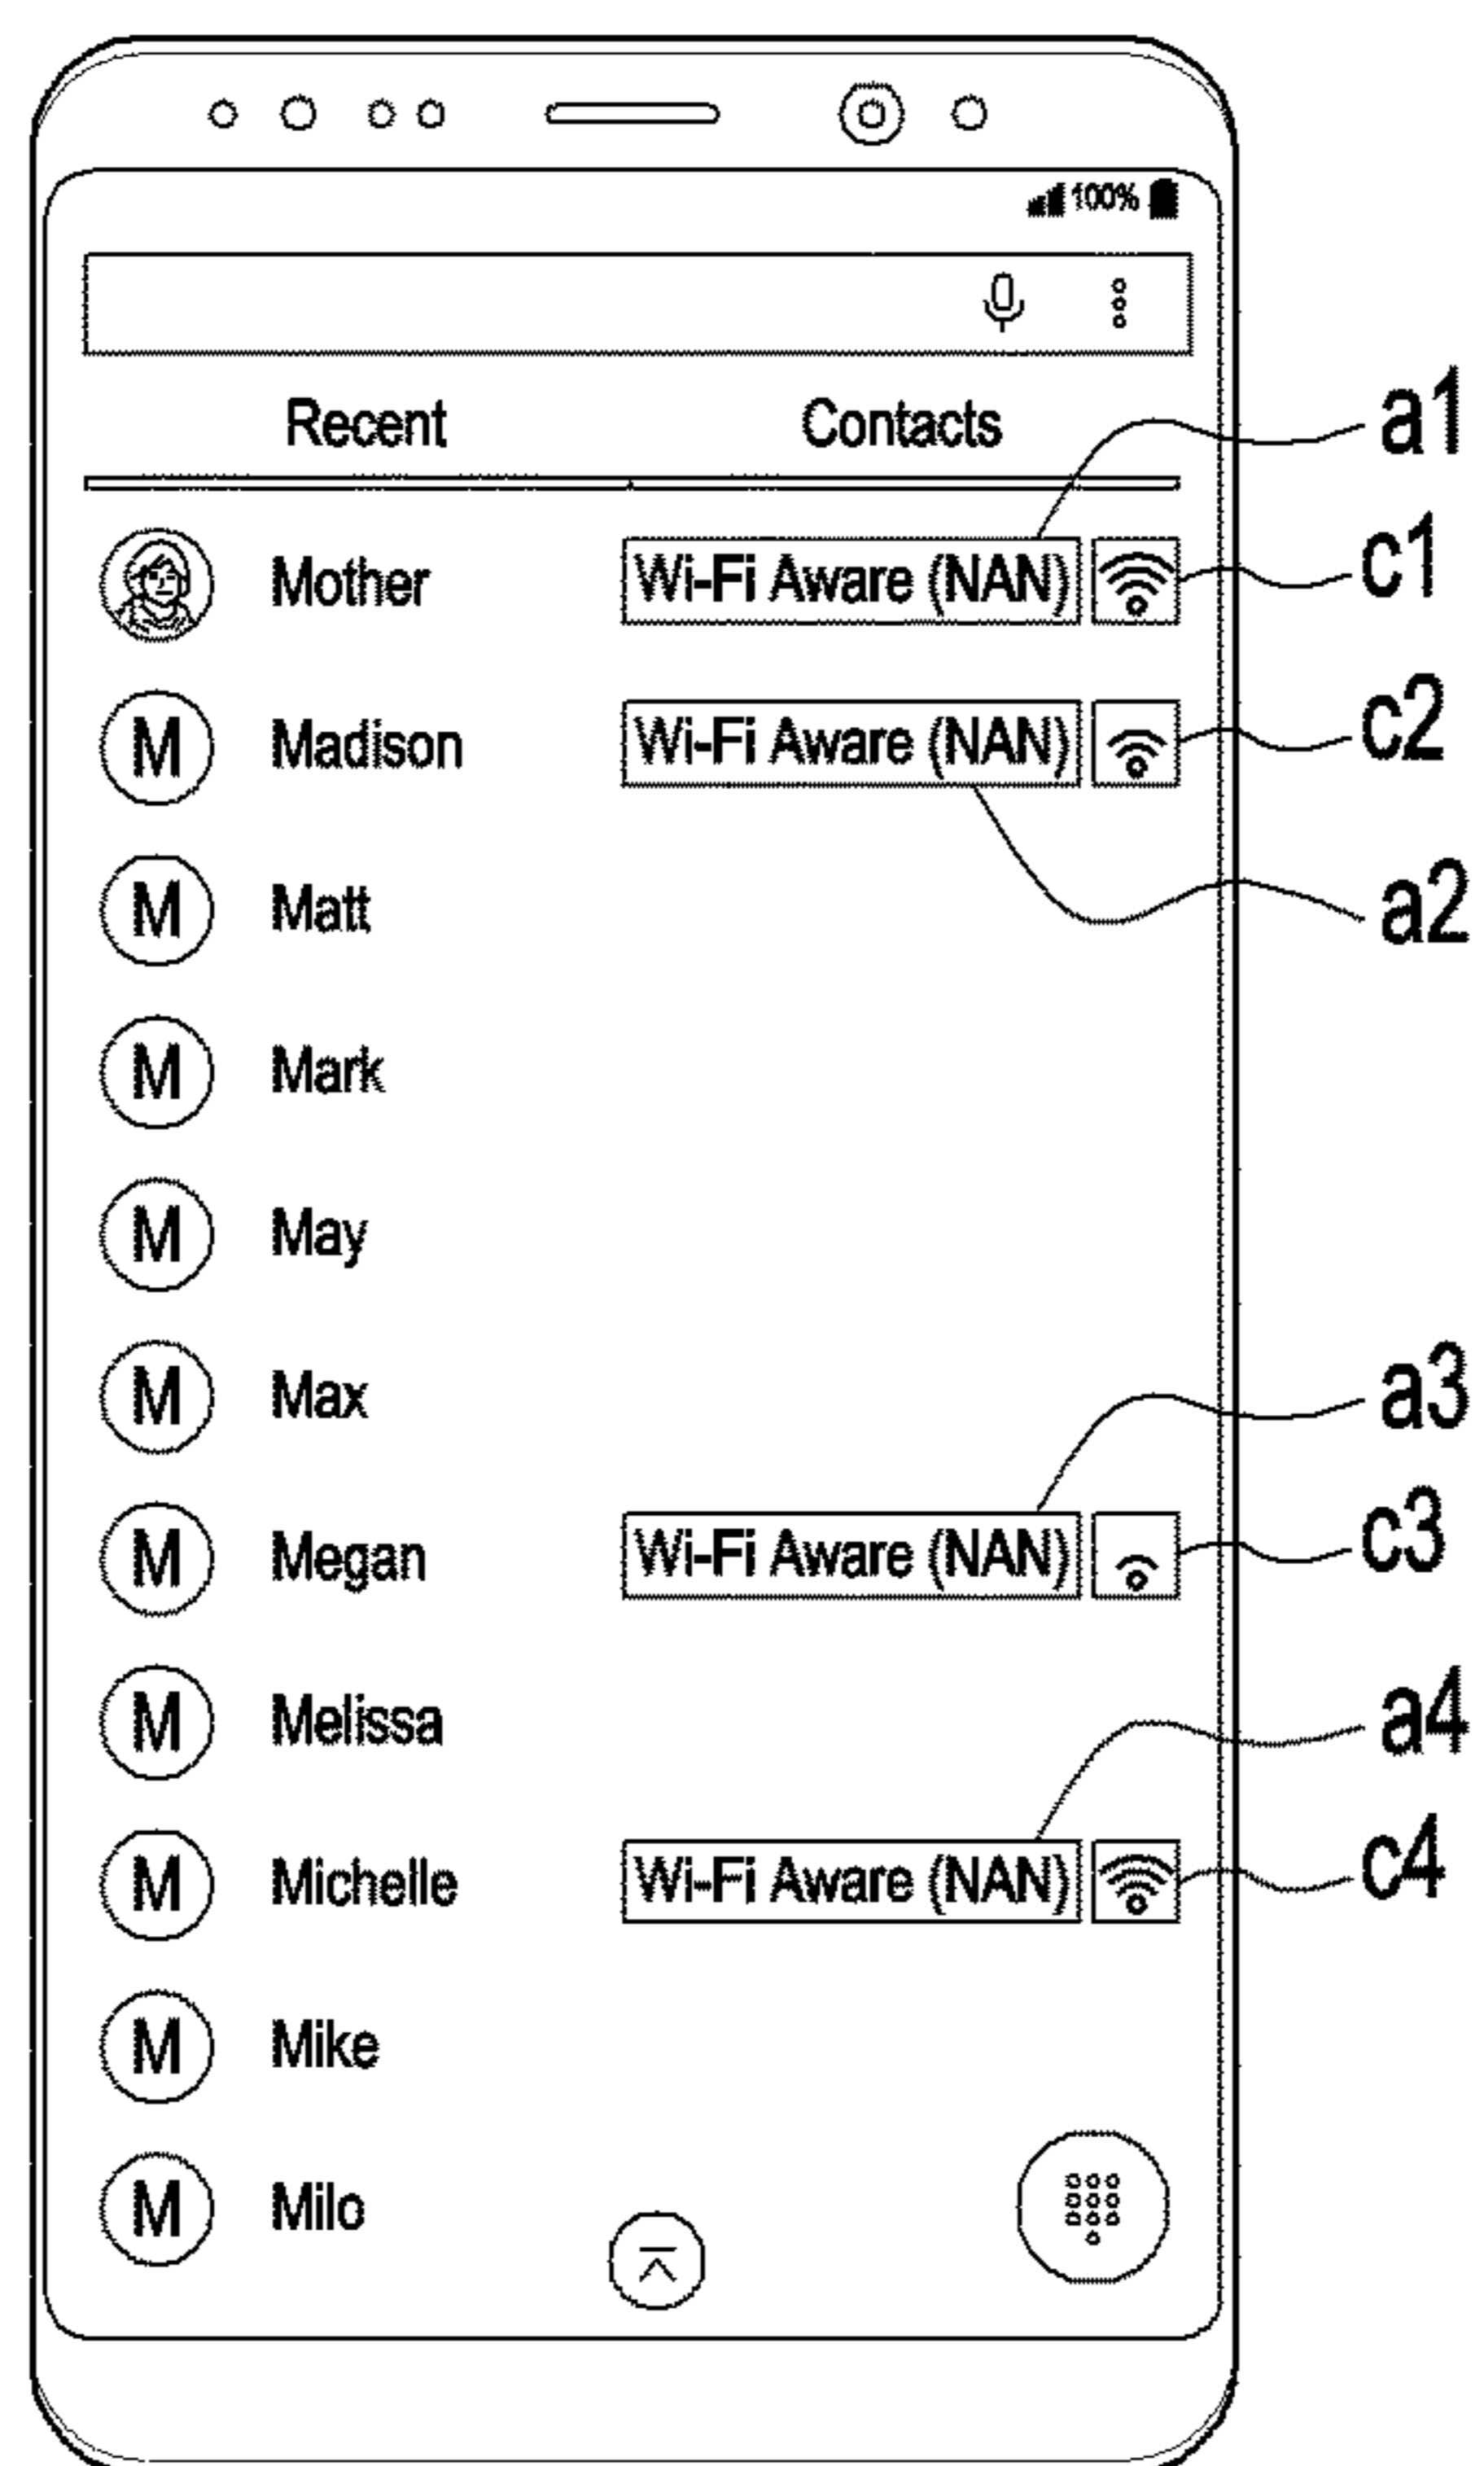 100%
Recent Contacts
a1
Mother Wi-Fi Aware (NAN) c1
M Madison Wi-Fi Aware (NAN) c2
M Matt a2
M Mark
M May
M Max a3
M Megan Wi-Fi Aware (NAN) c3
M Melissa a4
M Michelle Wi-Fi Aware (NAN) c4
M Mike
M Milo